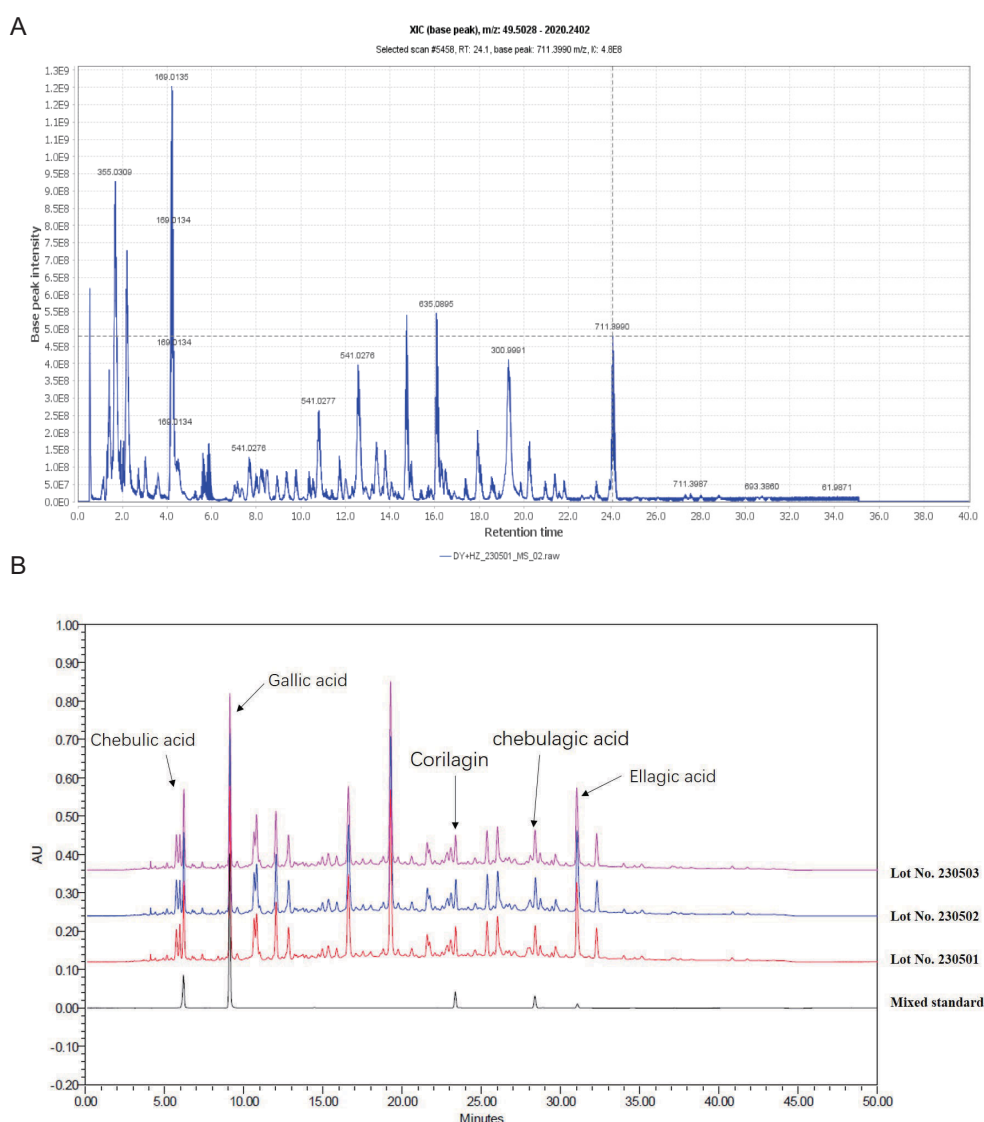 A
XIC (base peak), m/z: 49.5028 - 2020.2402
Selected scan #5458, RT: 24.1, base peak: 711.3990 m/z, IC: 4.8E8
Base peak intensity
1.3E9
1.2E9
1.1E9
1.0E9
9.0E8
8.5E8
8.0E8
7.5E8
6.5E8
6.0E8
5.5E8
5.0E8
4.5E8
4.0E8
3.5E8
3.0E8
2.5E8
2.0E8
1.5E8
1.0E8
5.0E7
0.0E0
169.0135
355.0309
169.0134
169.0134
169.0134
541.0276
541.0277
541.0276
635.0895
300.9991
711.3990
711.3987
693.3860
61.9871
0.0 2.0 4.0 6.0 8.0 10.0 12.0 14.0 16.0 18.0 20.0 22.0 24.0 26.0 28.0 30.0 32.0 34.0 36.0 38.0 40.0
Retention time
DY+HZ_230501_MS_02.raw
B
AU
1.00
0.90
0.80
0.70
0.60
0.50
0.40
0.30
0.20
0.10
0.00
-0.10
-0.20
Chebulic acid
Gallic acid
Corilagin
chebulagic acid
Ellagic acid
Lot No. 230503
Lot No. 230502
Lot No. 230501
Mixed standard
0.00 5.00 10.00 15.00 20.00 25.00 30.00 35.00 40.00 45.00 50.00
Minutes